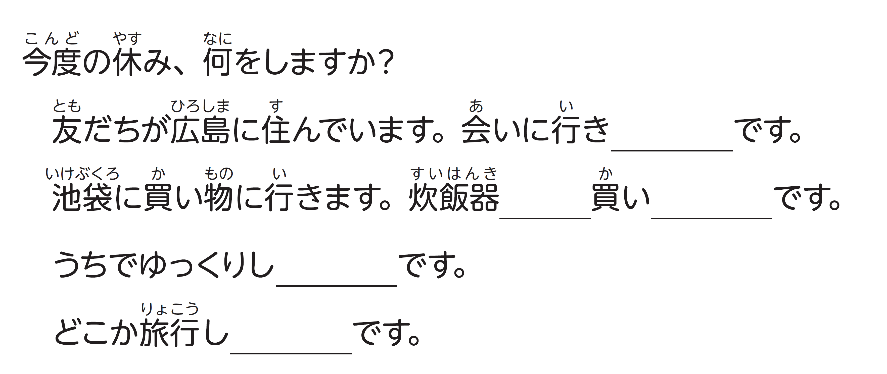 今度の休み、何をしますか？
友だちが広島に住んでいます。会いに行き________です。
池袋に買い物に行きます。炊飯器______買い________です。
うちでゆっくりし________です。
どこか旅行し________です。